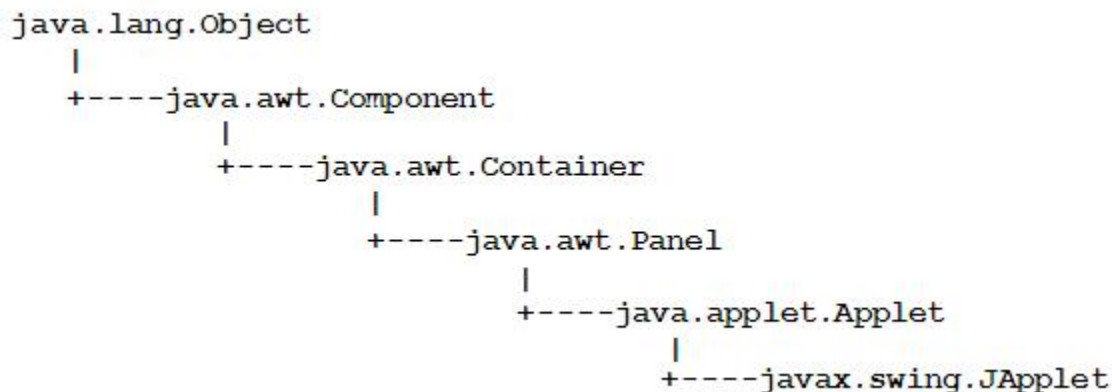 java.lang.Object
|
+----java.awt.Component
|
+----java.awt.Container
|
+----java.awt.Panel
|
+----java.applet.Applet
|
+----javax.swing.JApplet